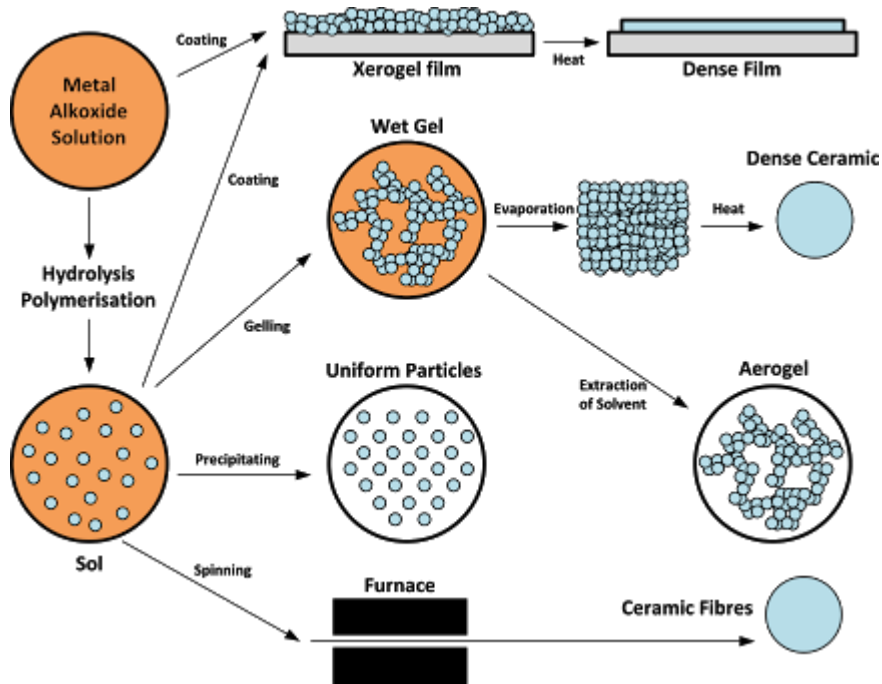 Coating
Metal
Alkoxide
Solution
Xerogel film
Heat
Dense Film
Wet Gel
Coating
Dense Ceramic
Evaporation
Heat
Hydrolysis
Polymerisation
Gelling
Uniform Particles
Aerogel
Extraction
of Solvent
Precipitating
Sol
Spinning
Furnace
Ceramic Fibres